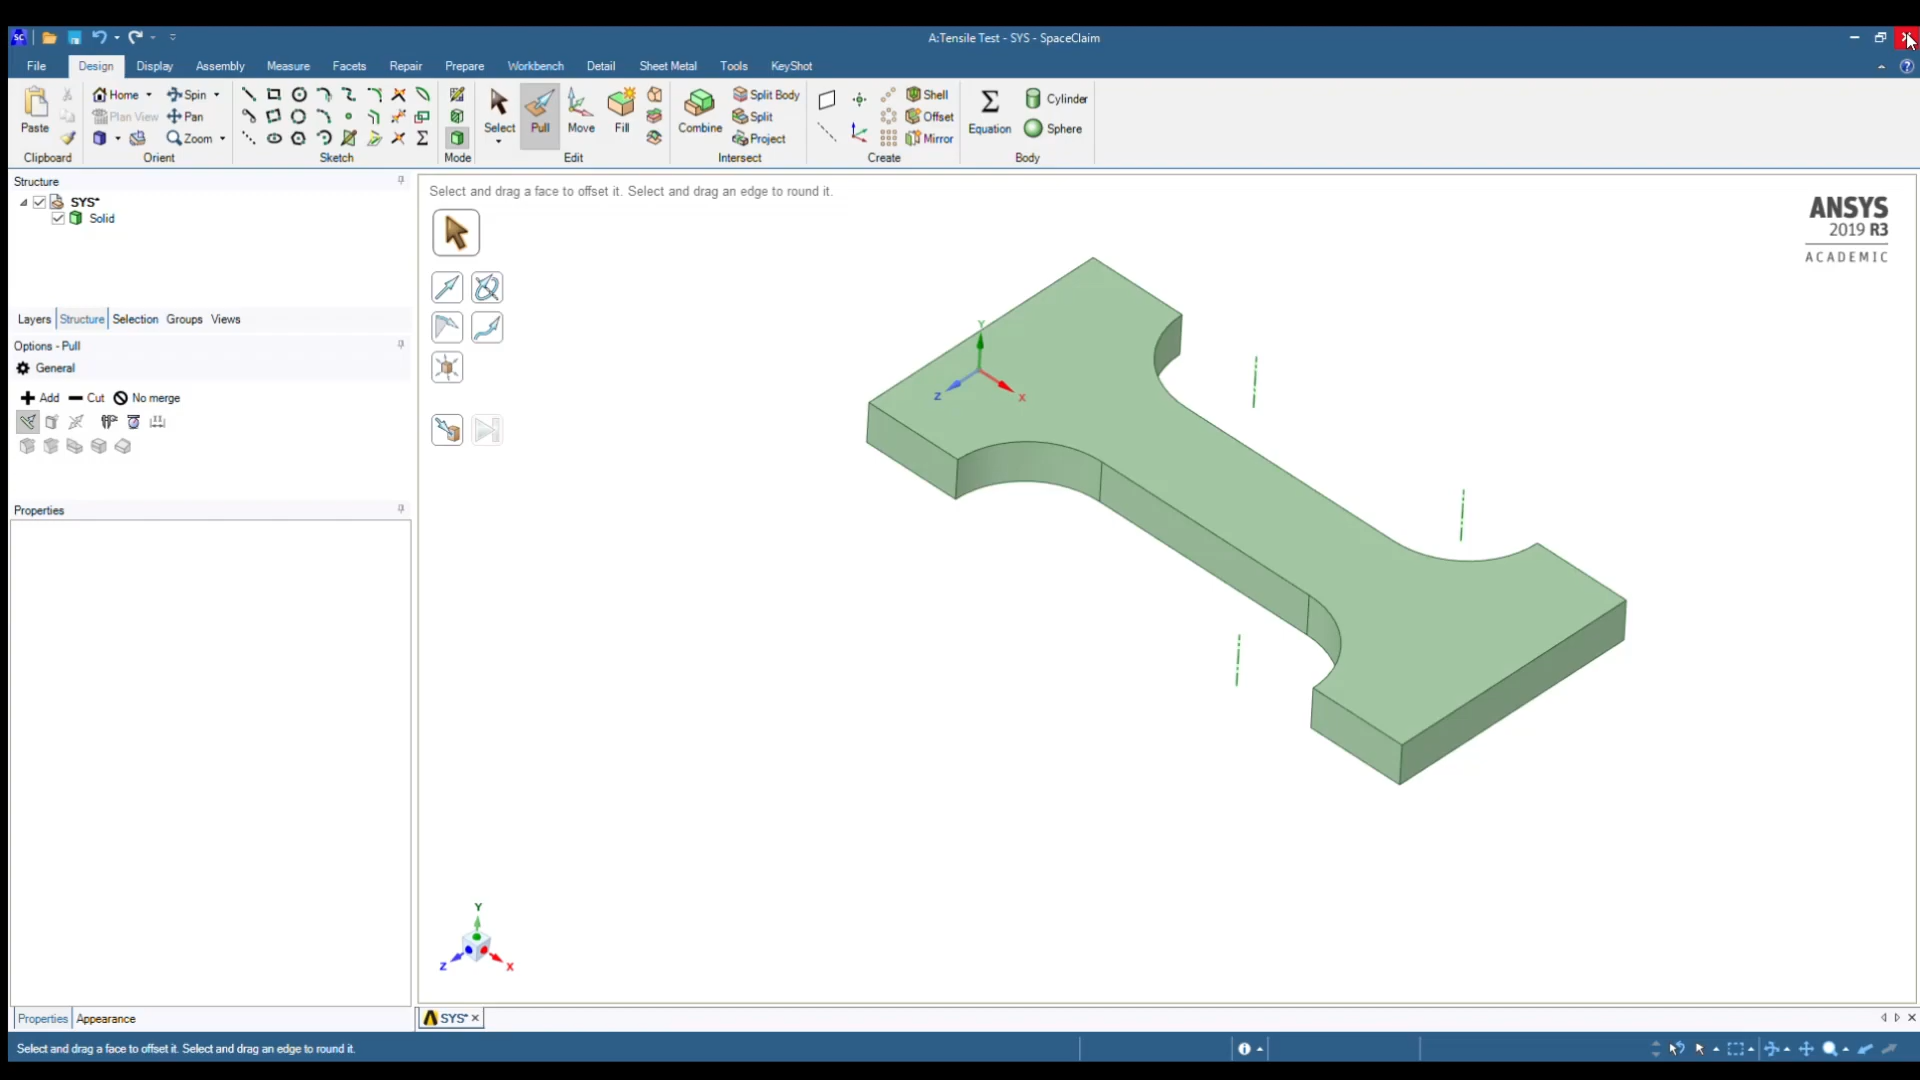 SC A:Tensile Test - SYS - SpaceClaim
File Design Display Assembly Measure Facets Repair Prepare Workbench Detail Sheet Metal Tools KeyShot
Home Spin Split Body Shell Cylinder
Plan View Pan Split Offset
Paste Zoom Select Pull Move Fill Combine Project Mirror Equation Sphere
Clipboard Orient Sketch Mode Edit Intersect Create Body
Structure
SYS*
Solid
Layers Structure Selection Groups Views
Options - Pull
General
Add Cut No merge
Properties
Select and drag a face to offset it. Select and drag an edge to round it.
ANSYS
2019 R3
ACADEMIC
Y
Z X
Y
Z X
Properties Appearance
SYS*
Select and drag a face to offset it. Select and drag an edge to round it.